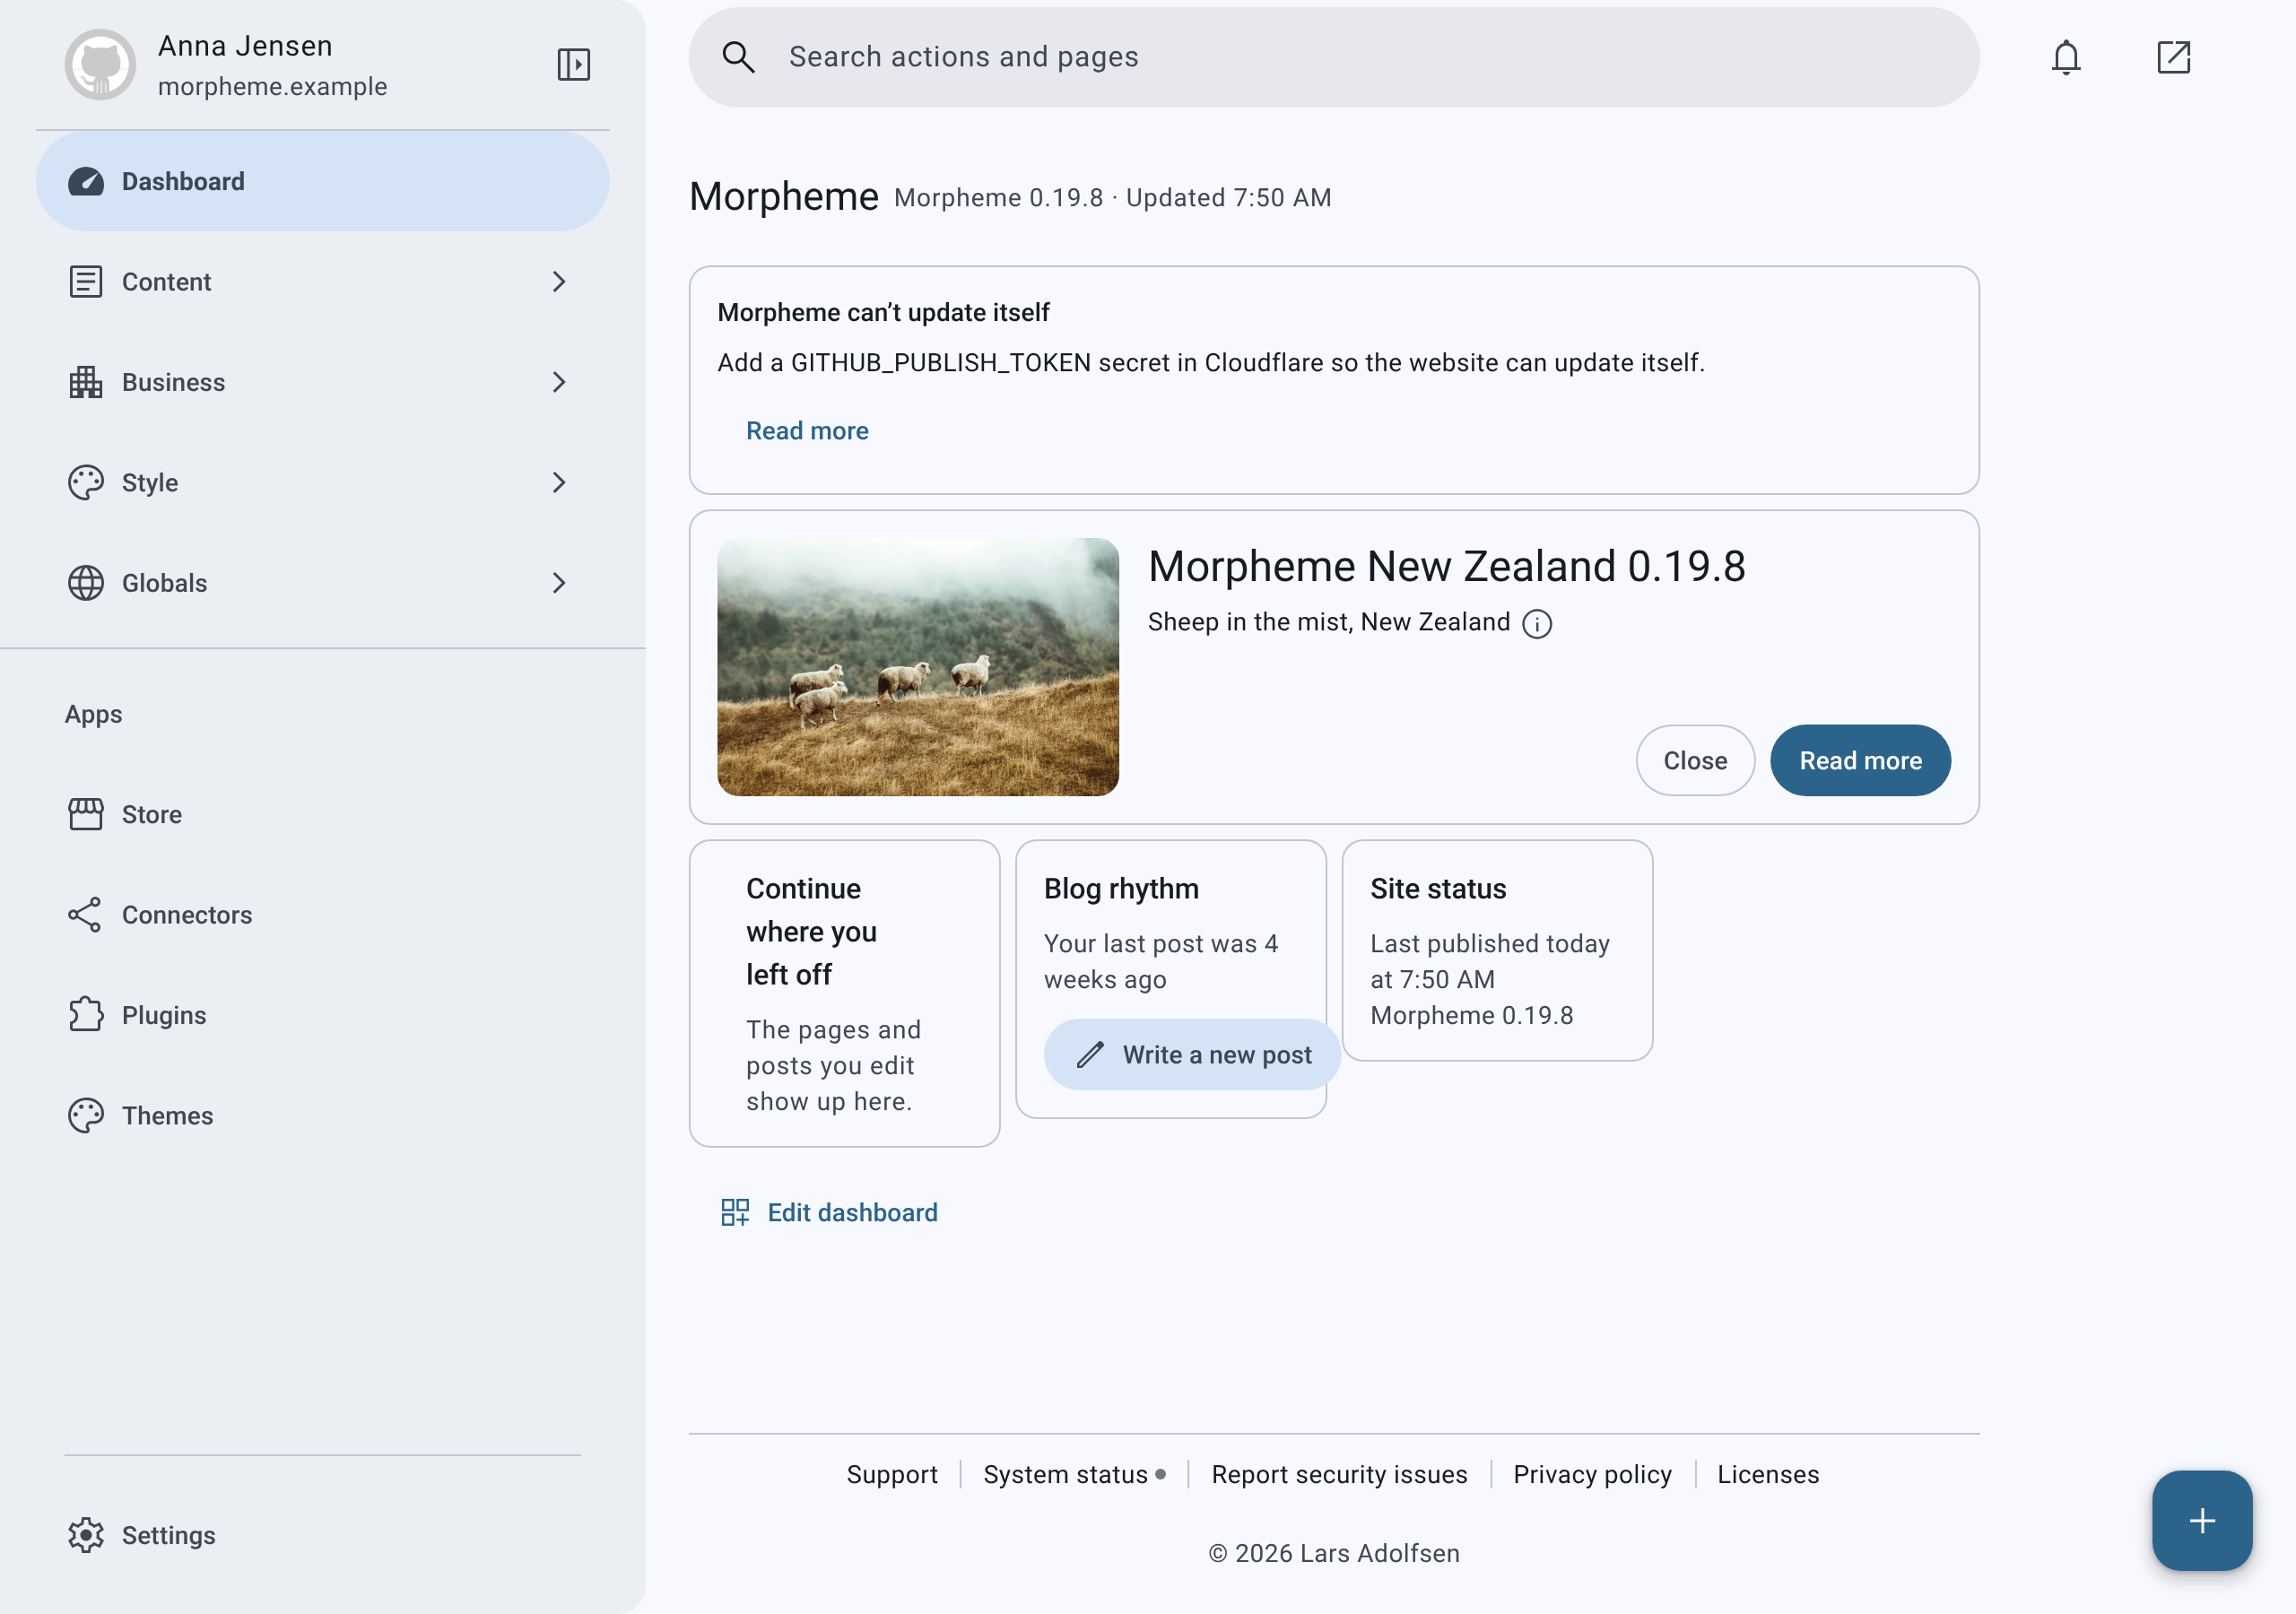 Anna Jensen
morpheme.example
Dashboard
Content
Business
Style
Globals
Apps
Store
Connectors
Plugins
Themes
Settings
Search actions and pages
Morpheme Morpheme 0.19.8 · Updated 7:50 AM
Morpheme can’t update itself
Add a GITHUB_PUBLISH_TOKEN secret in Cloudflare so the website can update itself.
Read more
Morpheme New Zealand 0.19.8
Sheep in the mist, New Zealand
Close
Read more
Continue
where you
left off
The pages and
posts you edit
show up here.
Blog rhythm
Your last post was 4
weeks ago
Write a new post
Site status
Last published today
at 7:50 AM
Morpheme 0.19.8
Edit dashboard
Support
System status
Report security issues
Privacy policy
Licenses
© 2026 Lars Adolfsen